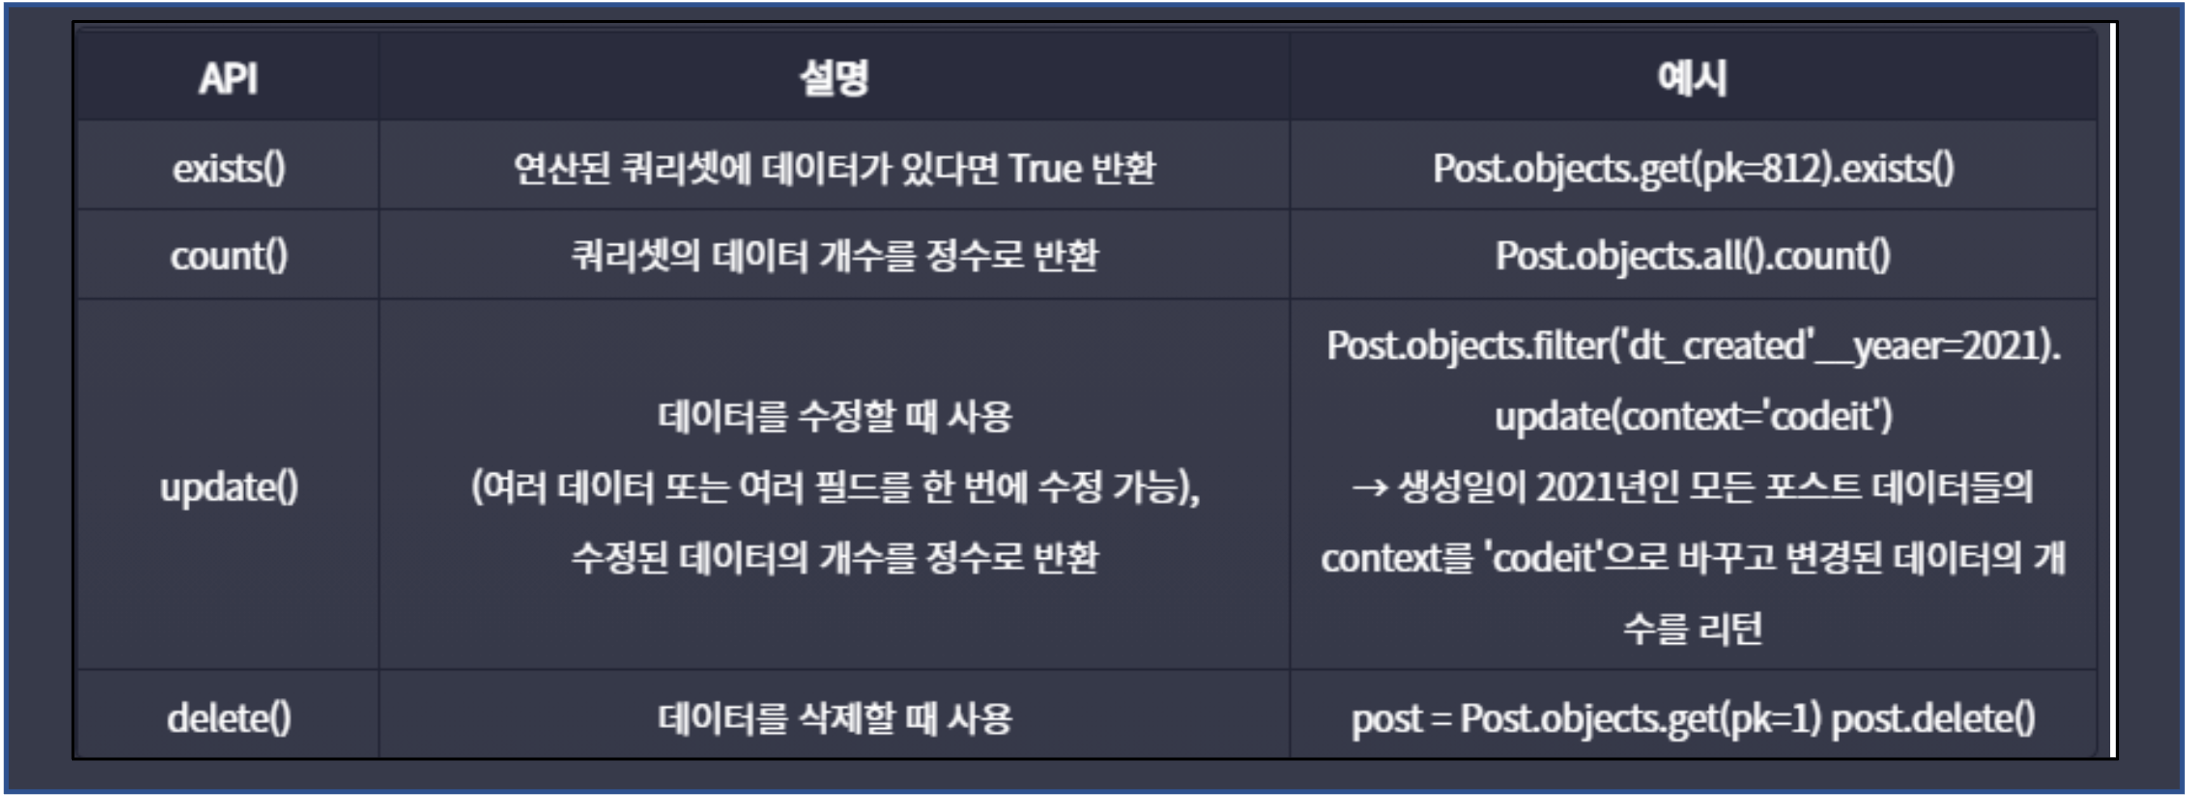 API 설명 예시
exists() 연산된 쿼리셋에 데이터가 있다면 True 반환 Post.objects.get(pk=812).exists()
count() 쿼리셋의 데이터 개수를 정수로 반환 Post.objects.all().count()
update()
데이터를 수정할 때 사용
(여러 데이터 또는 여러 필드를 한 번에 수정 가능),
수정된 데이터의 개수를 정수로 반환
Post.objects.filter('dt_created'__yeaer=2021).
update(context='codeit')
→ 생성일이 2021년인 모든 포스트 데이터들의
context를 'codeit'으로 바꾸고 변경된 데이터의 개
수를 리턴
delete() 데이터를 삭제할 때 사용 post = Post.objects.get(pk=1) post.delete()